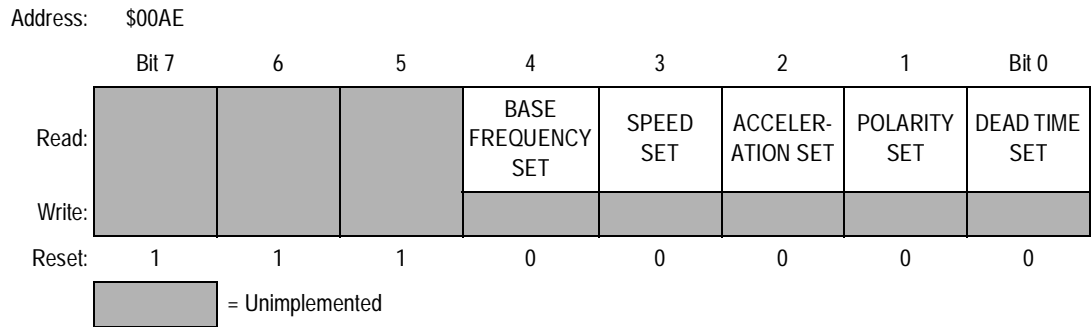 Address: $00AE
Bit 7 6 5 4 3 2 1 Bit 0
Read: BASE FREQUENCY SET SPEED SET ACCELER-ATION SET POLARITY SET DEAD TIME SET
Write:
Reset: 1 1 1 0 0 0 0 0
= Unimplemented